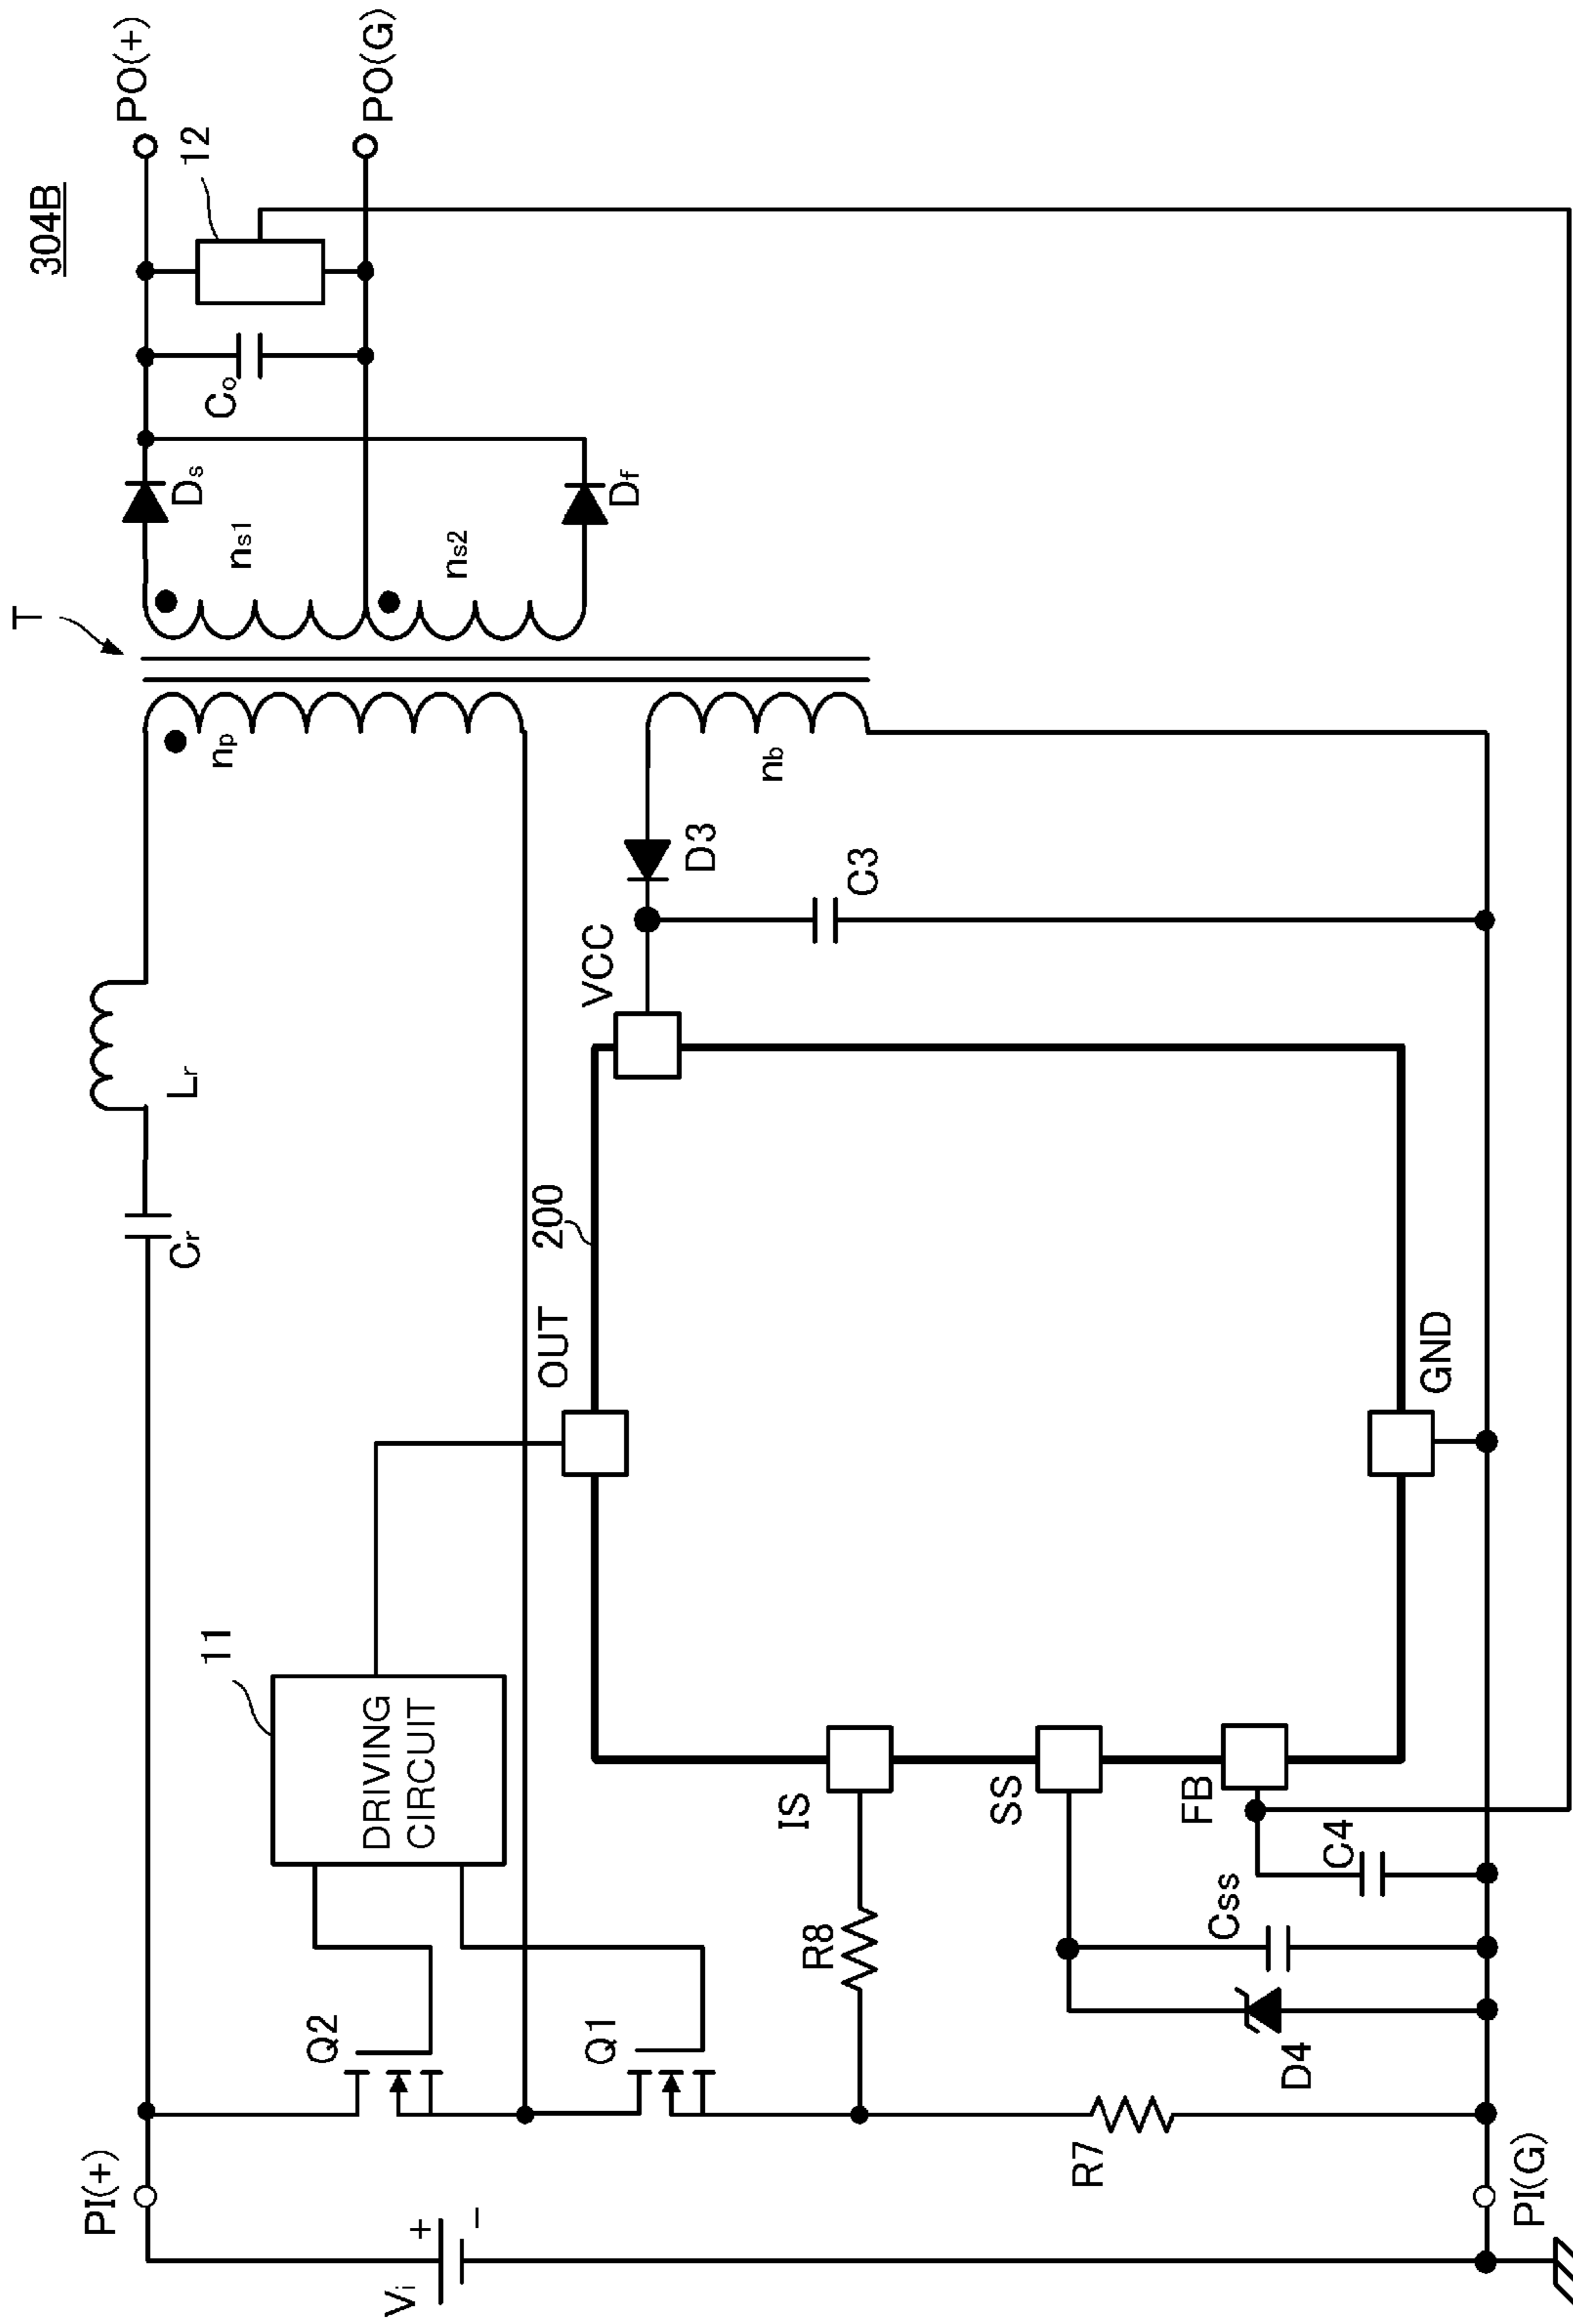 304B
T
PO(+)
PO(G)
12
Co
Ds
Df
ns1
ns2
np
nb
Lr
Cr
D3
C3
VCC
200
OUT
GND
11
DRIVING
CIRCUIT
IS
SS
FB
C4
Css
D4
R8
R7
Q2
Q1
PI(+)
PI(G)
Vi
+
−